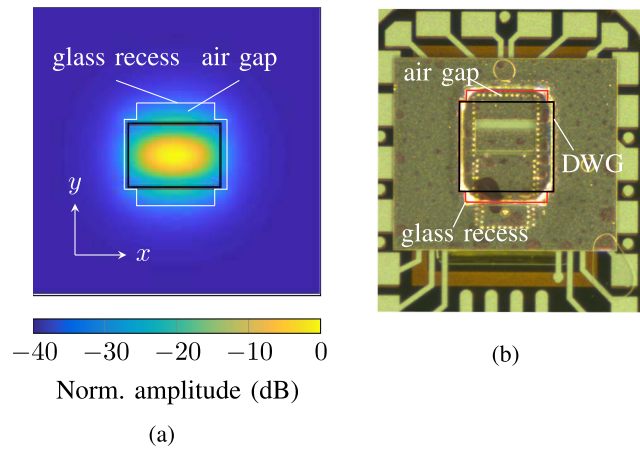 glass recess air gap
y
x
−40 −30 −20 −10 0
Norm. amplitude (dB)
(a)
air gap
DWG
glass recess
(b)